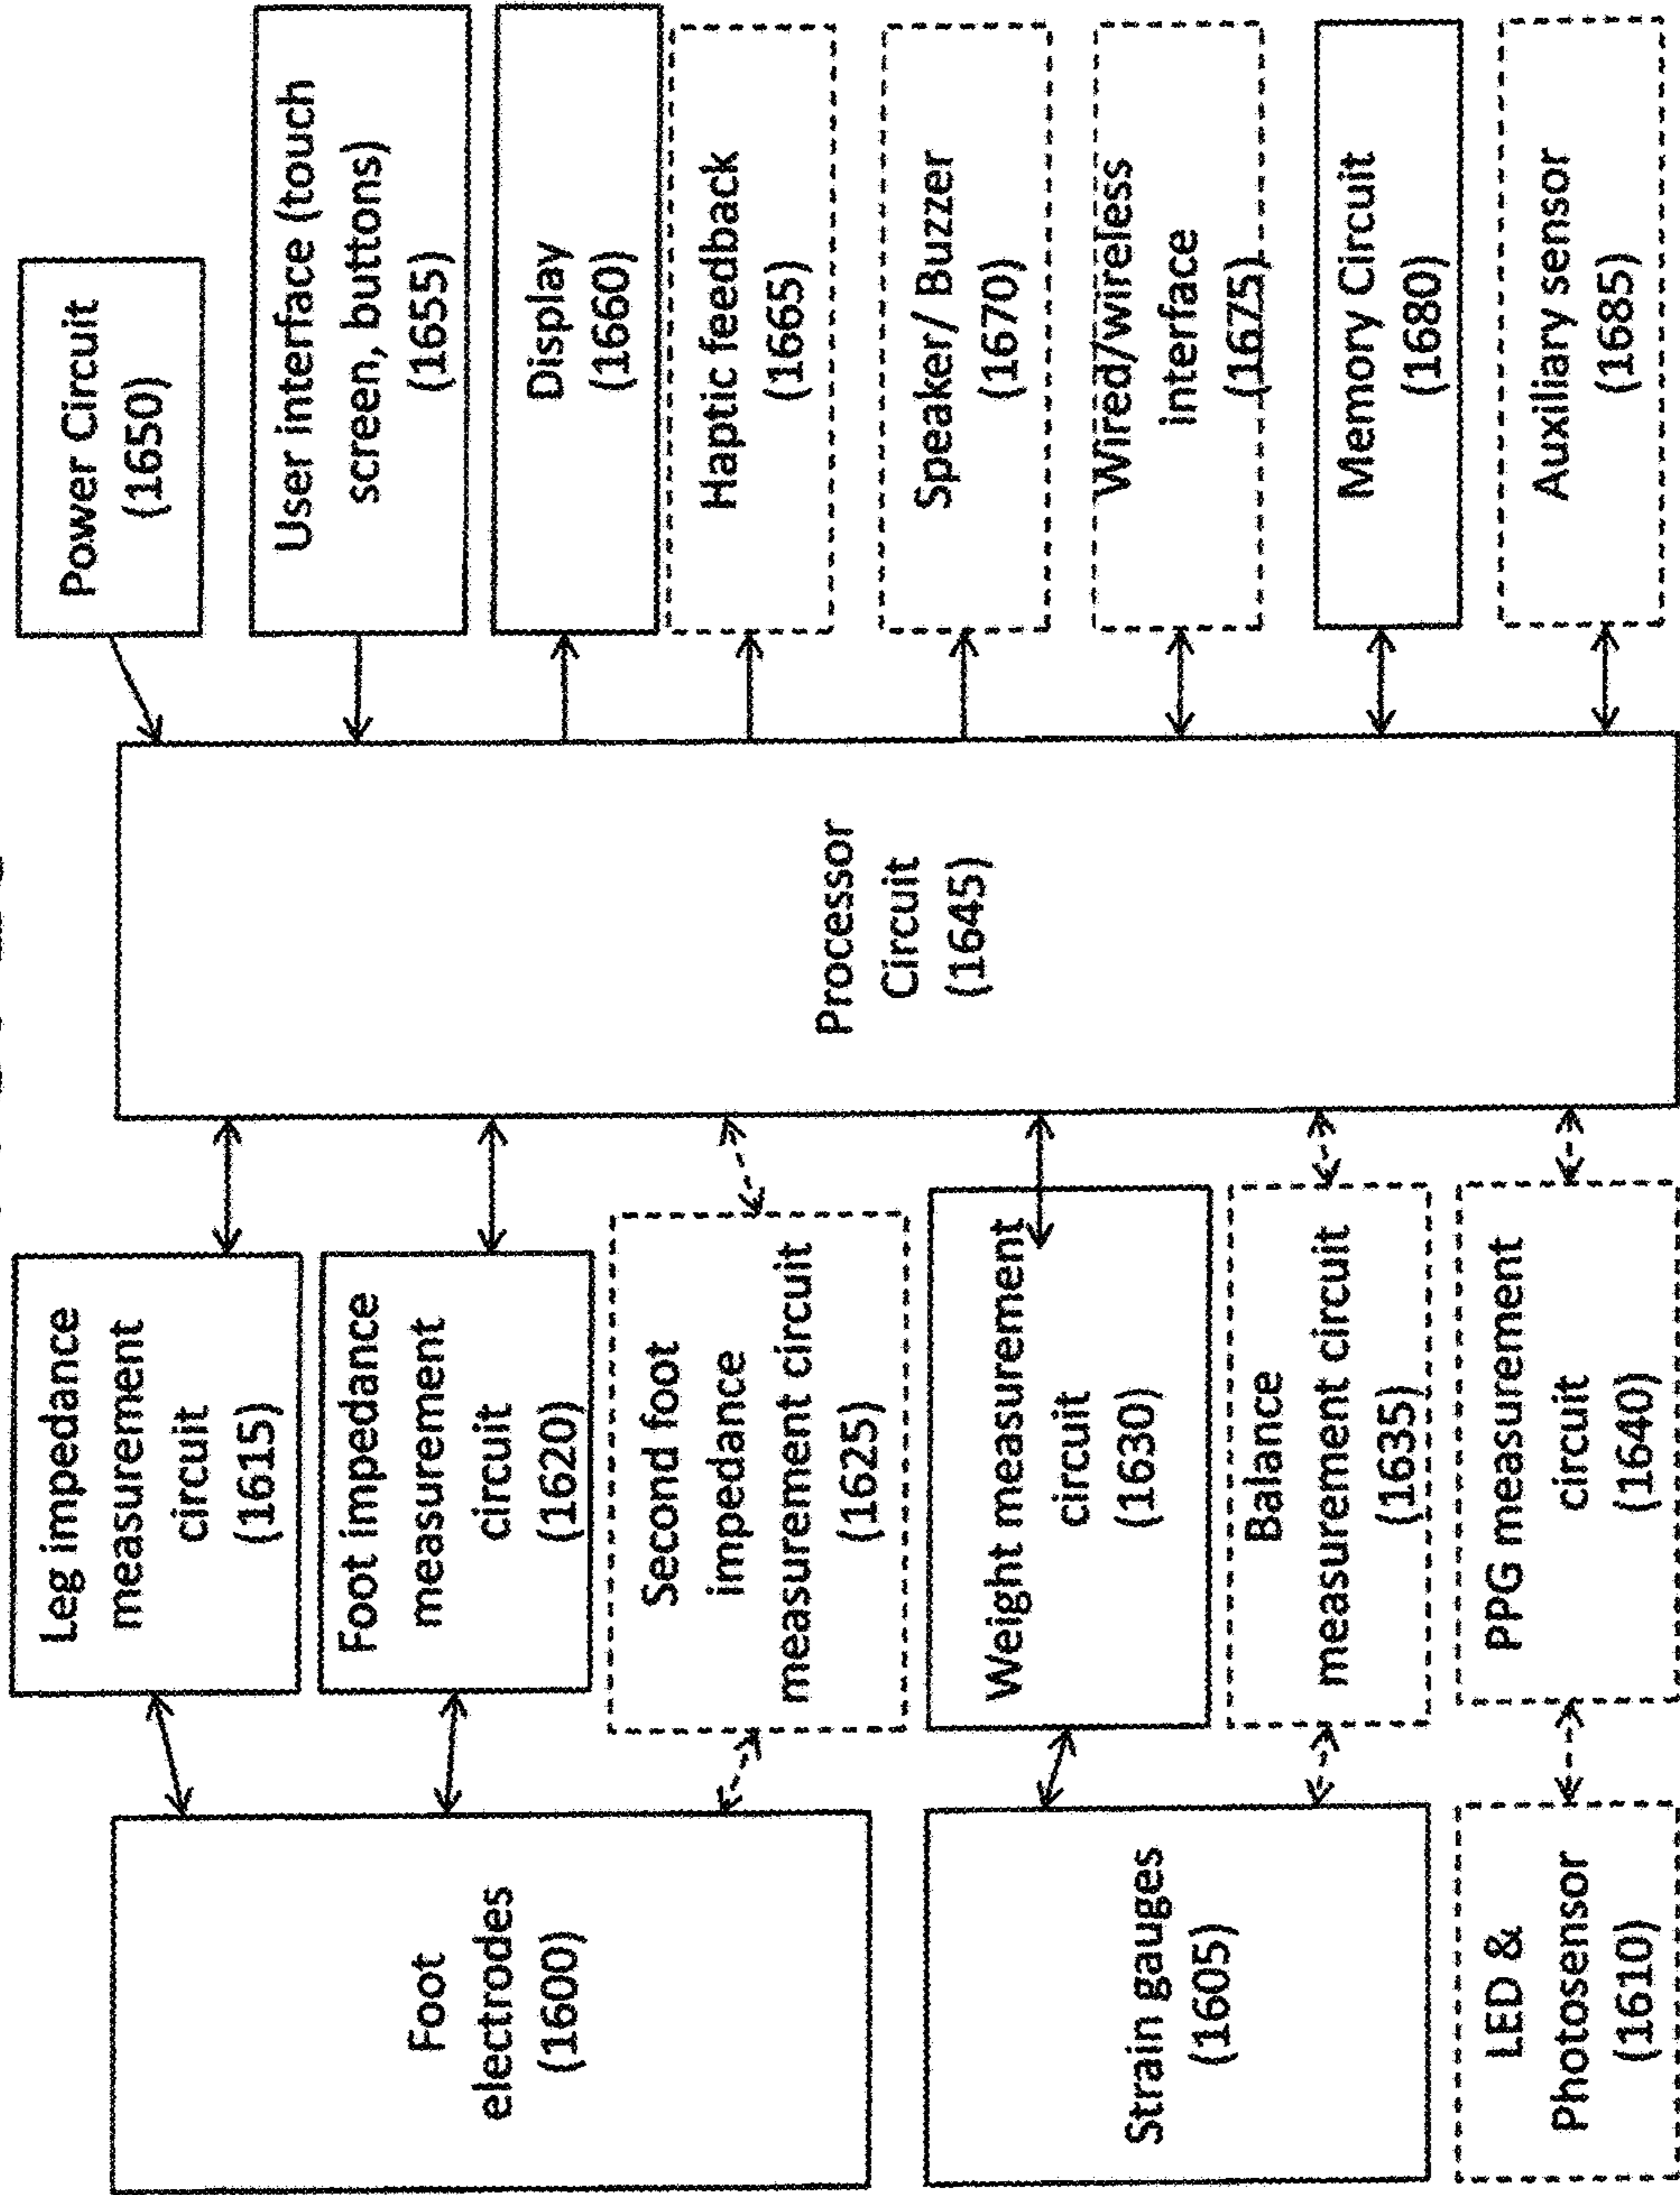 Foot
electrodes
(1600)
Strain gauges
(1605)
LED &
Photosensor
(1610)
Leg impedance
measurement
circuit
(1615)
Foot impedance
measurement
circuit
(1620)
Second foot
impedance
measurement circuit
(1625)
Weight measurement
circuit
(1630)
Balance
measurement circuit
(1635)
PPG measurement
circuit
(1640)
Processor
Circuit
(1645)
Power Circuit
(1650)
User interface (touch
screen, buttons)
(1655)
Display
(1660)
Haptic feedback
(1665)
Speaker/ Buzzer
(1670)
Wired/wireless
interface
(1675)
Memory Circuit
(1680)
Auxiliary sensor
(1685)